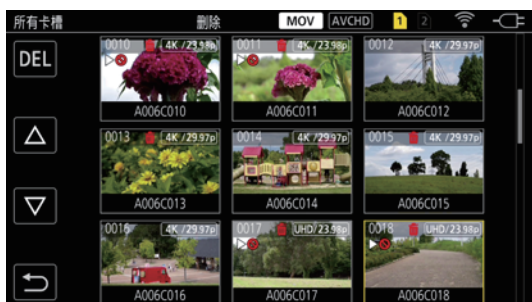 所有卡槽 刪除 MOV AVCHD 1 2
DEL
0010 4K /23.98p
0011 4K /23.98p
0012 4K /29.97p
A006C010 A006C011 A006C012
0013 4K /29.97p
0014 4K /29.97p
0015 4K /29.97p
A006C013 A006C014 A006C015
0016 4K /29.97p
0017 UHD/23.98p
0018 UHD/23.98p
A006C016 A006C017 A006C018